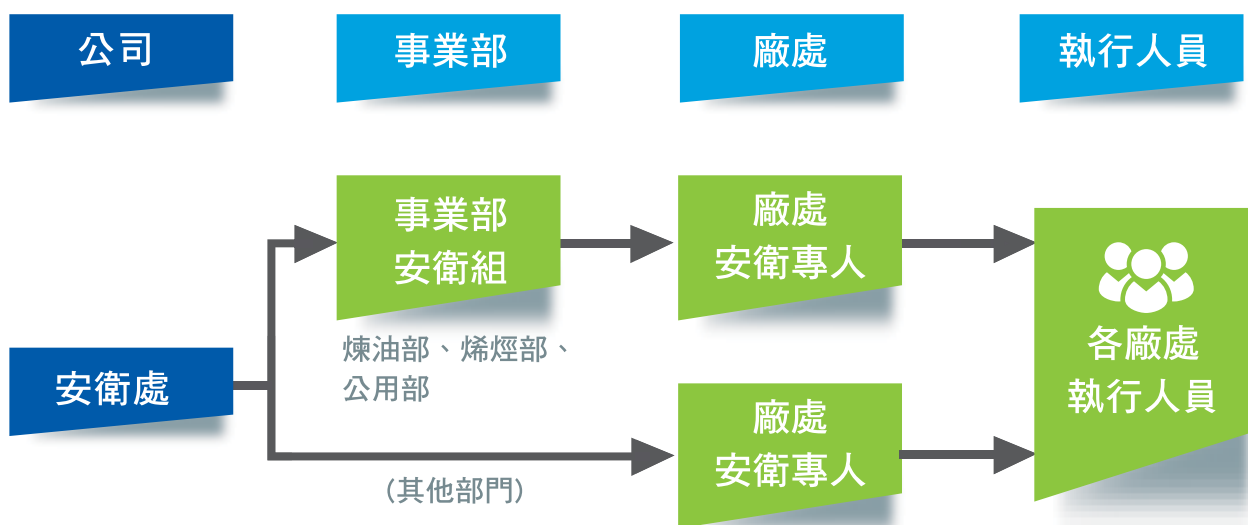 公司
事業部
廠處
執行人員
事業部
安衛組
廠處
安衛專人
各廠處
執行人員
煉油部、烯烴部、
公用部
安衛處
廠處
安衛專人
(其他部門)